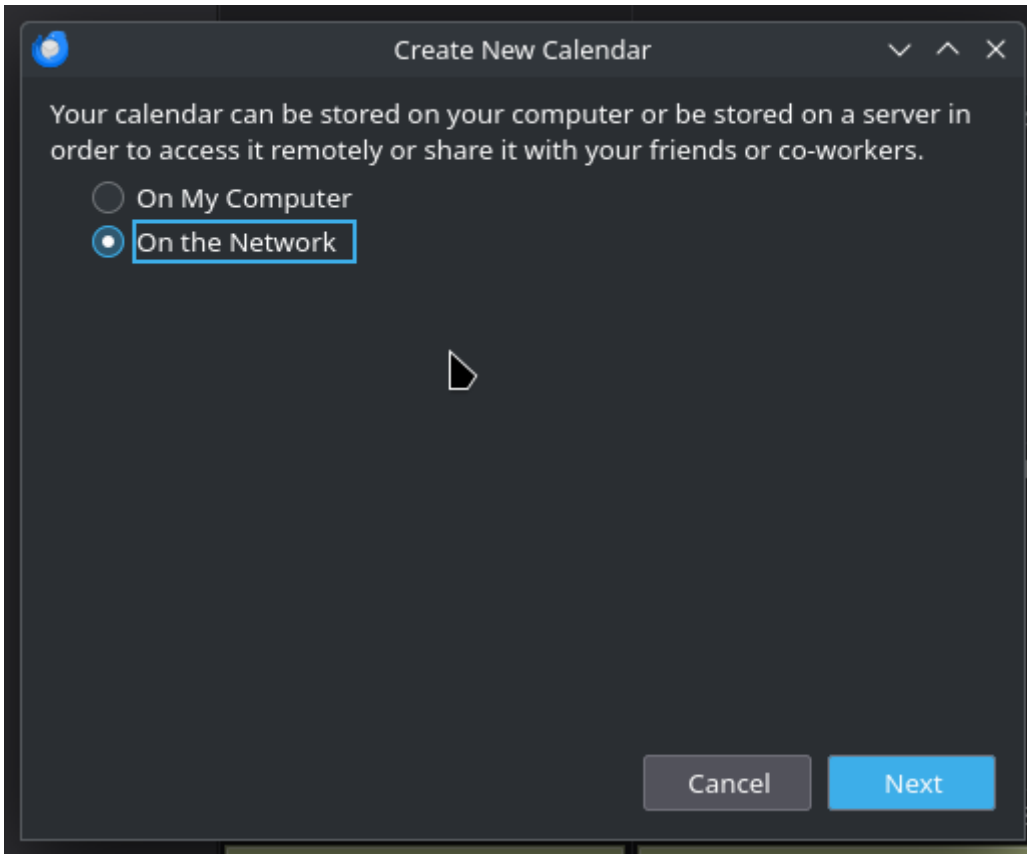 Create New Calendar
Your calendar can be stored on your computer or be stored on a server in
order to access it remotely or share it with your friends or co-workers.
On My Computer
On the Network
Cancel
Next